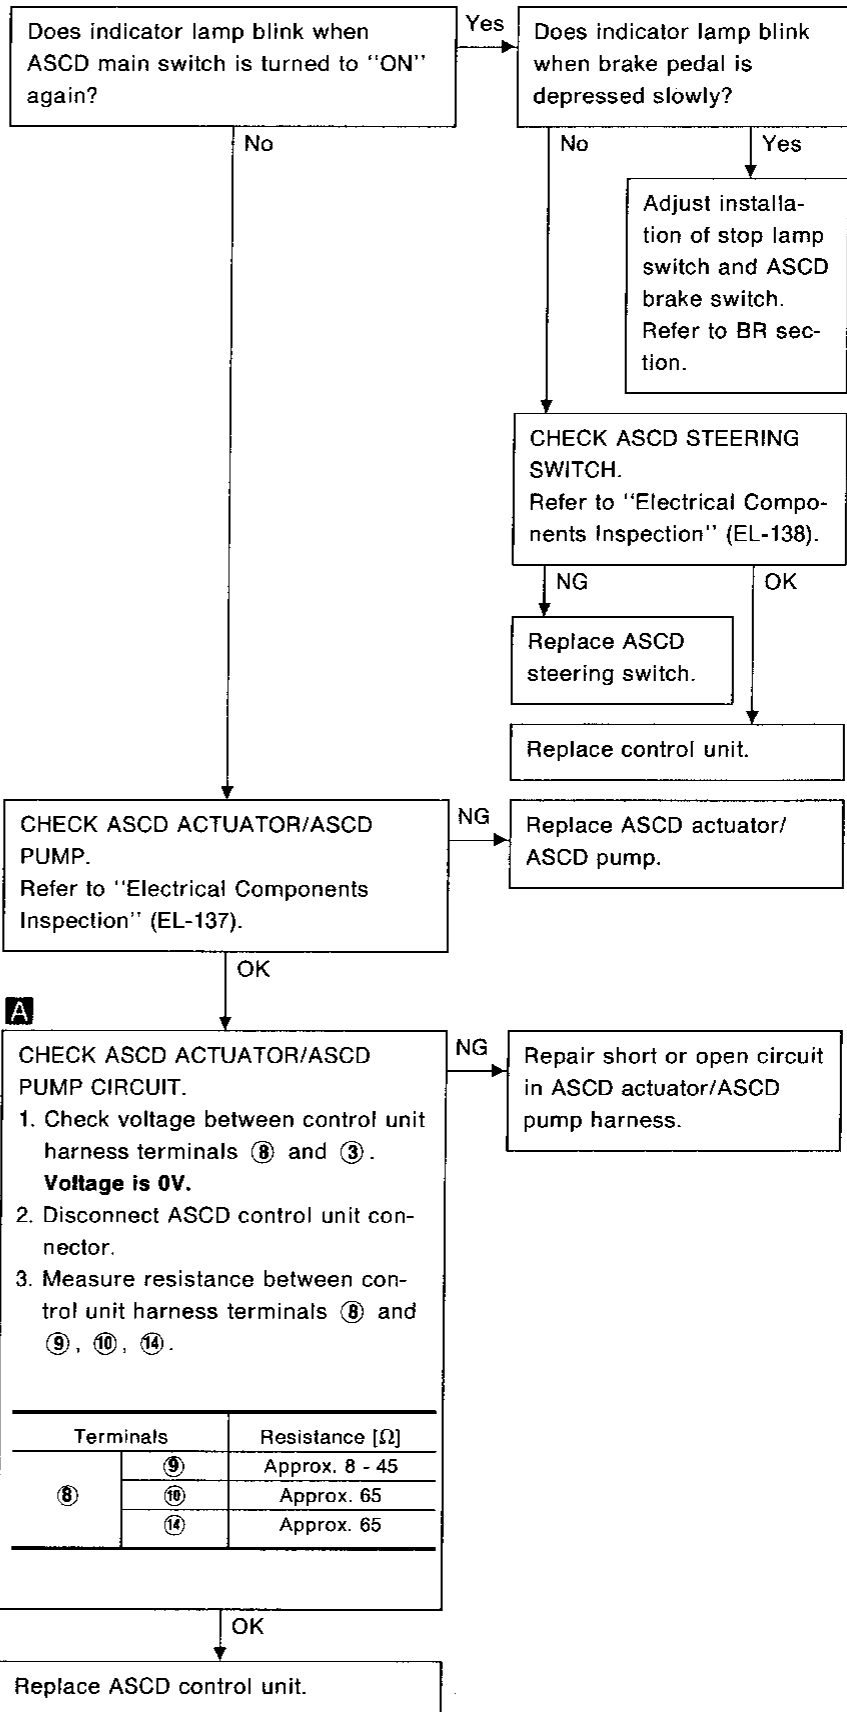 Does indicator lamp blink when
ASCD main switch is turned to "ON"
again?
Yes
Does indicator lamp blink
when brake pedal is
depressed slowly?
No
No
Yes
Adjust installa-
tion of stop lamp
switch and ASCD
brake switch.
Refer to BR sec-
tion.
CHECK ASCD STEERING
SWITCH.
Refer to "Electrical Compo-
nents Inspection" (EL-138).
NG
OK
Replace ASCD
steering switch.
Replace control unit.
CHECK ASCD ACTUATOR/ASCD
PUMP.
Refer to "Electrical Components
Inspection" (EL-137).
NG
Replace ASCD actuator/
ASCD pump.
OK
A
CHECK ASCD ACTUATOR/ASCD
PUMP CIRCUIT.
1. Check voltage between control unit
harness terminals ⑧ and ③.
Voltage is 0V.
2. Disconnect ASCD control unit con-
nector.
3. Measure resistance between con-
trol unit harness terminals ⑧ and
⑨, ⑩, ⑭.
Terminals Resistance [Ω]
⑨ Approx. 8 - 45
⑧ ⑩ Approx. 65
⑭ Approx. 65
NG
Repair short or open circuit
in ASCD actuator/ASCD
pump harness.
OK
Replace ASCD control unit.